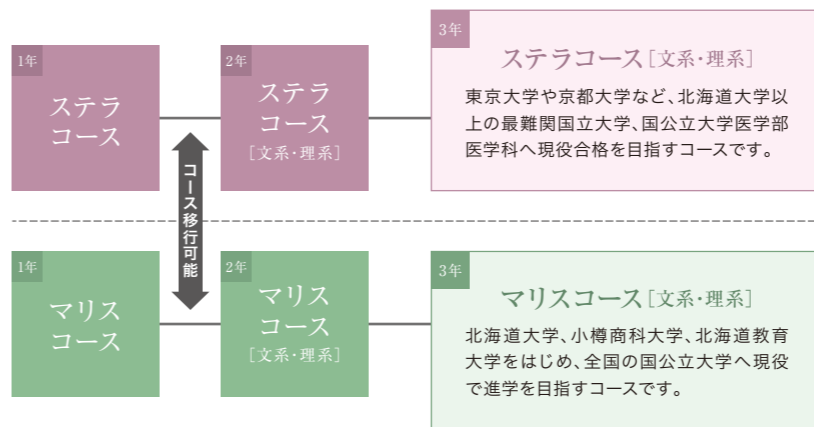 1年
ステラ
コース
2年
ステラ
コース
［文系・理系］
3年
ステラコース［文系・理系］
東京大学や京都大学など、北海道大学以
上の最難関国立大学、国公立大学医学部
医学科へ現役合格を目指すコースです。
コース移行可能
1年
マリス
コース
2年
マリス
コース
［文系・理系］
3年
マリスコース［文系・理系］
北海道大学、小樽商科大学、北海道教育
大学をはじめ、全国の国公立大学へ現役
で進学を目指すコースです。